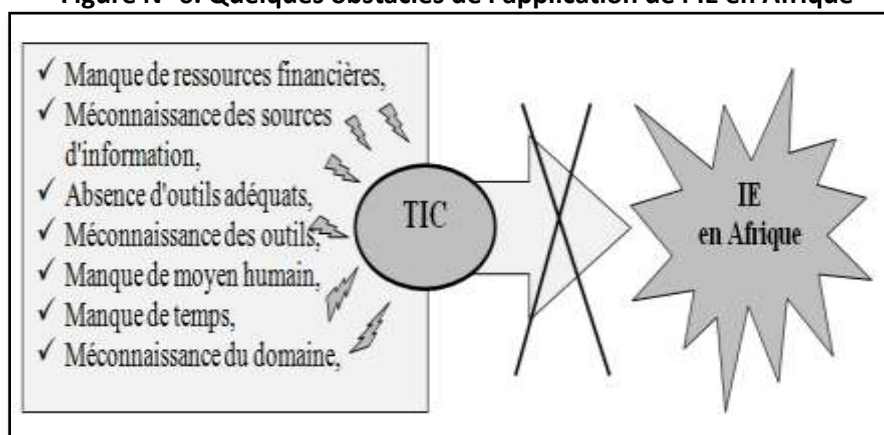 Manque de ressources financières,
Méconnaissance des sources
d'information,
Absence d'outils adéquats,
Méconnaissance des outils,
Manque de moyen humain,
Manque de temps,
Méconnaissance du domaine,
TIC
IE
en Afrique